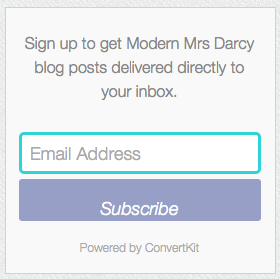 Sign up to get Modern Mrs Darcy
blog posts delivered directly to
your inbox.
Email Address
Subscribe
Powered by ConvertKit